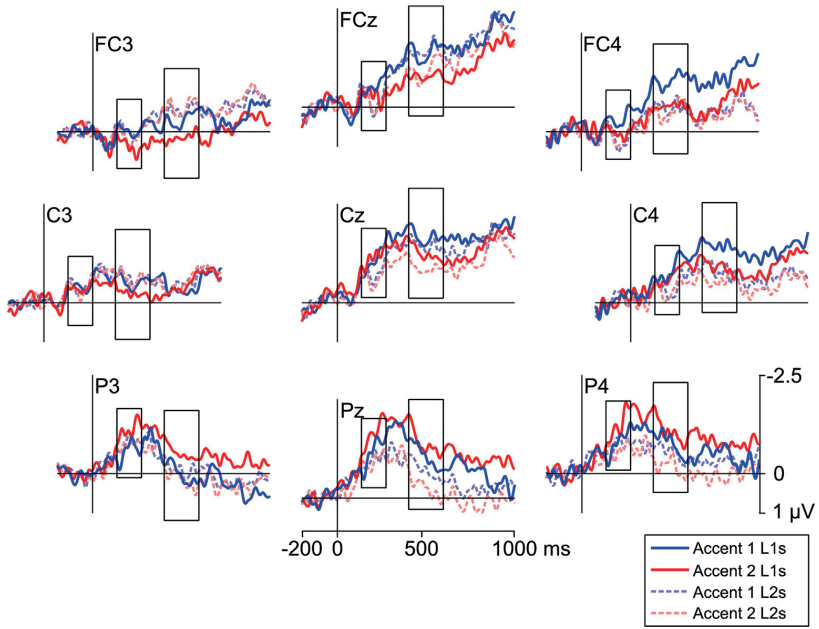 FC3
FCz
FC4
C3
Cz
C4
P3
Pz
P4
-2.5
0
1 μV
-200 0 500 1000 ms
Accent 1 L1s
Accent 2 L1s
Accent 1 L2s
Accent 2 L2s